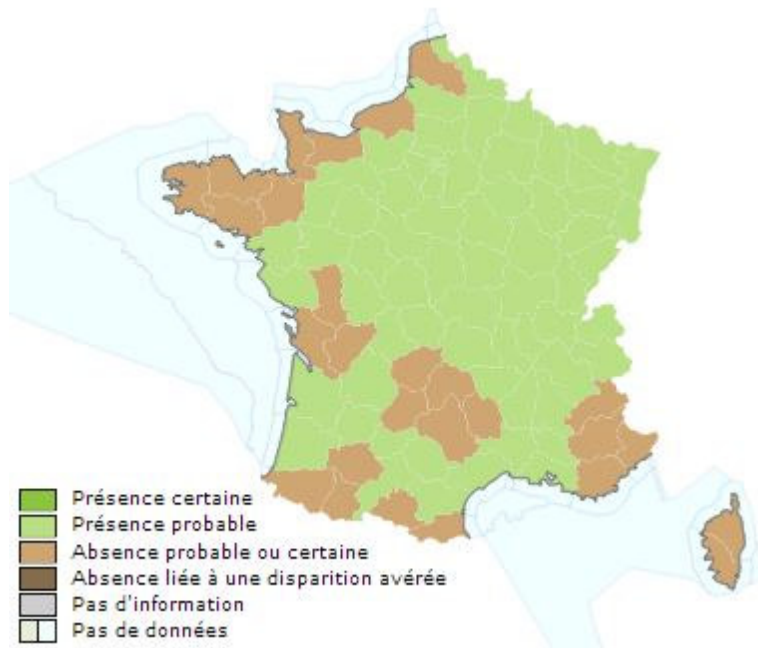 Présence certaine
Présence probable
Absence probable ou certaine
Absence liée à une disparition avérée
Pas d'information
Pas de données